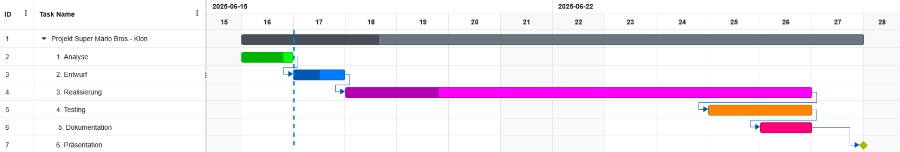 ID Task Name 2025-06-15 2025-06-22
15 16 17 18 19 20 21 22 23 24 25 26 27 28
1 Projekt Super Mario Bros.- Klon
2 1. Analyse
3 2. Entwurf
4 3. Realisierung
5 4. Testing
6 5. Dokumentation
7 6. Präsentation